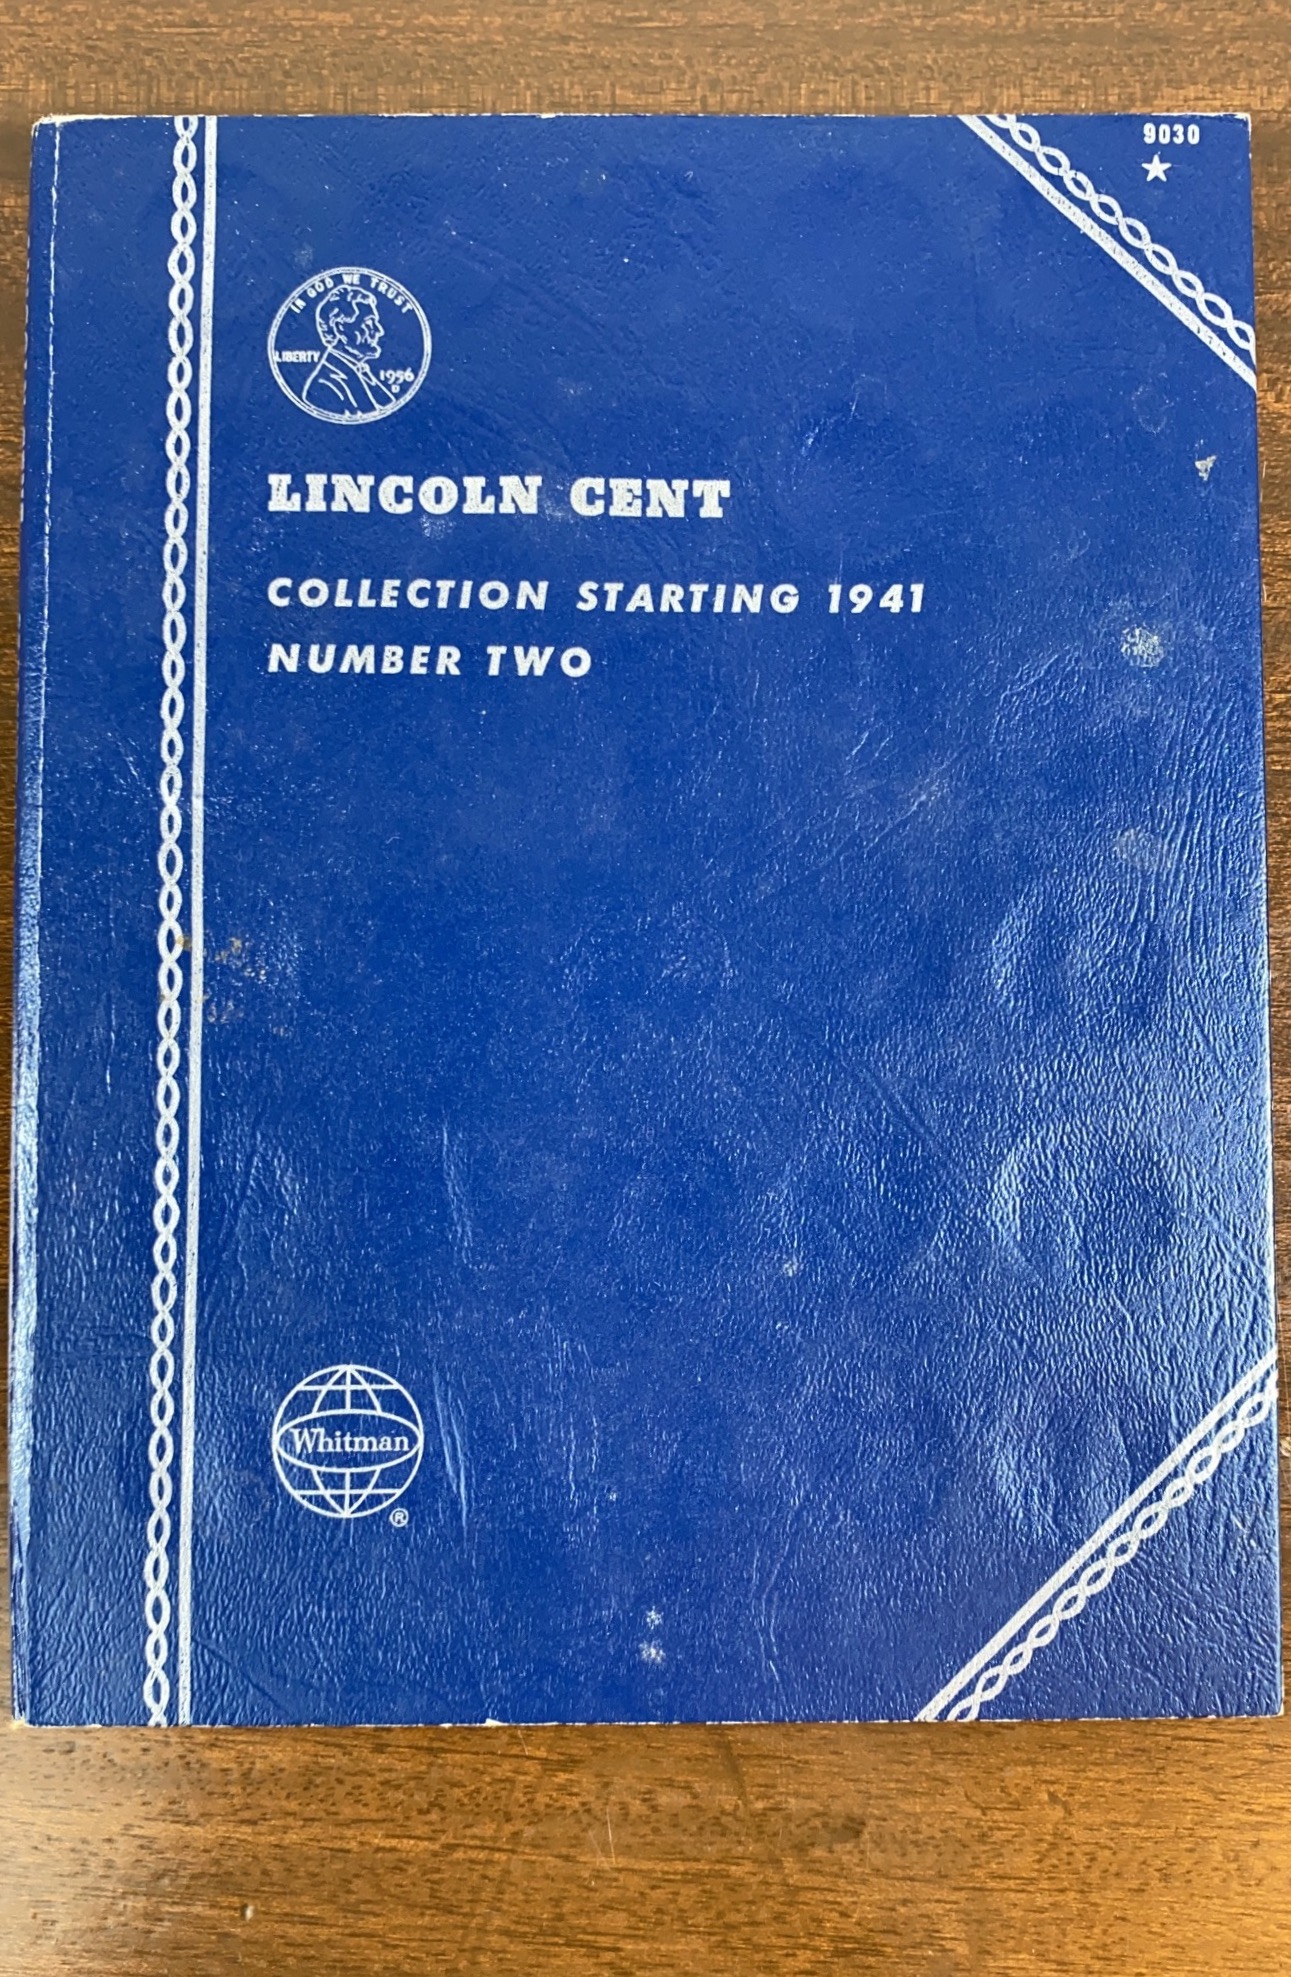 9030
IN GOD WE TRUST
LIBERTY
1956
D
LINCOLN CENT
COLLECTION STARTING 1941
NUMBER TWO
Whitman
®